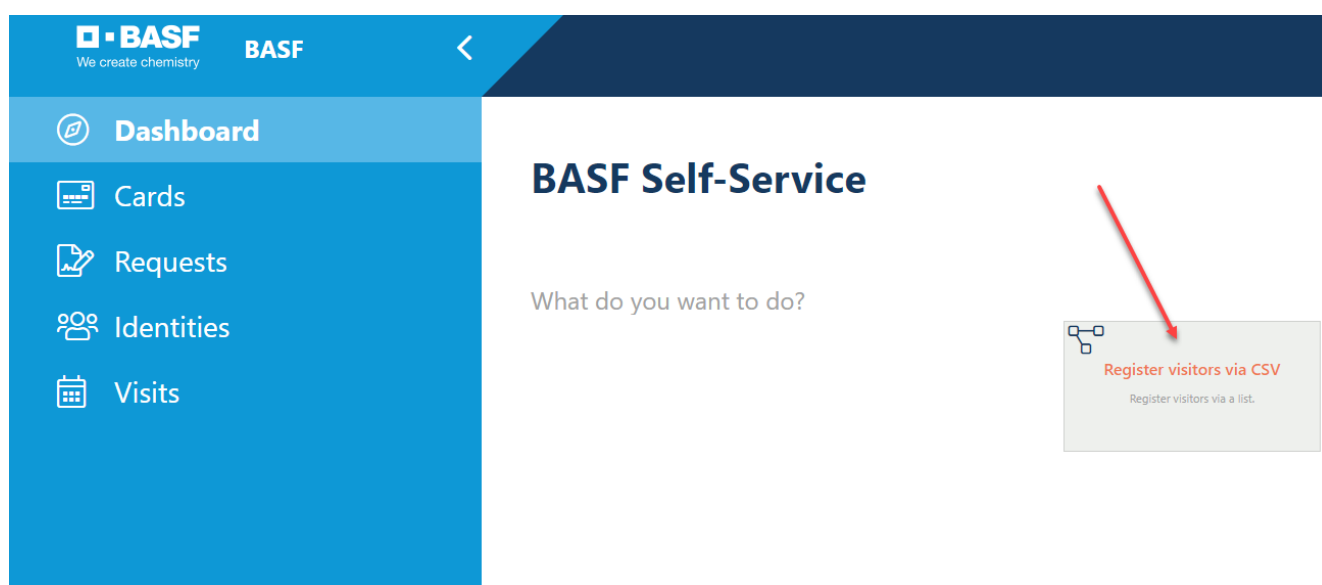 BASF
We create chemistry
BASF
Dashboard
Cards
Requests
Identities
Visits
BASF Self-Service
What do you want to do?
Register visitors via CSV
Register visitors via a list.